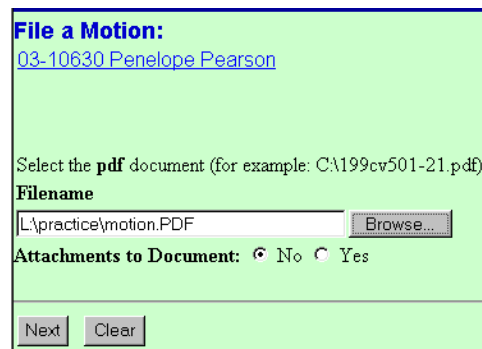 File a Motion:
03-10630 Penelope Pearson
Select the pdf document (for example: C:\199cv501-21.pdf)
Filename
L:\practice\motion.PDF Browse...
Attachments to Document: No Yes
Next Clear